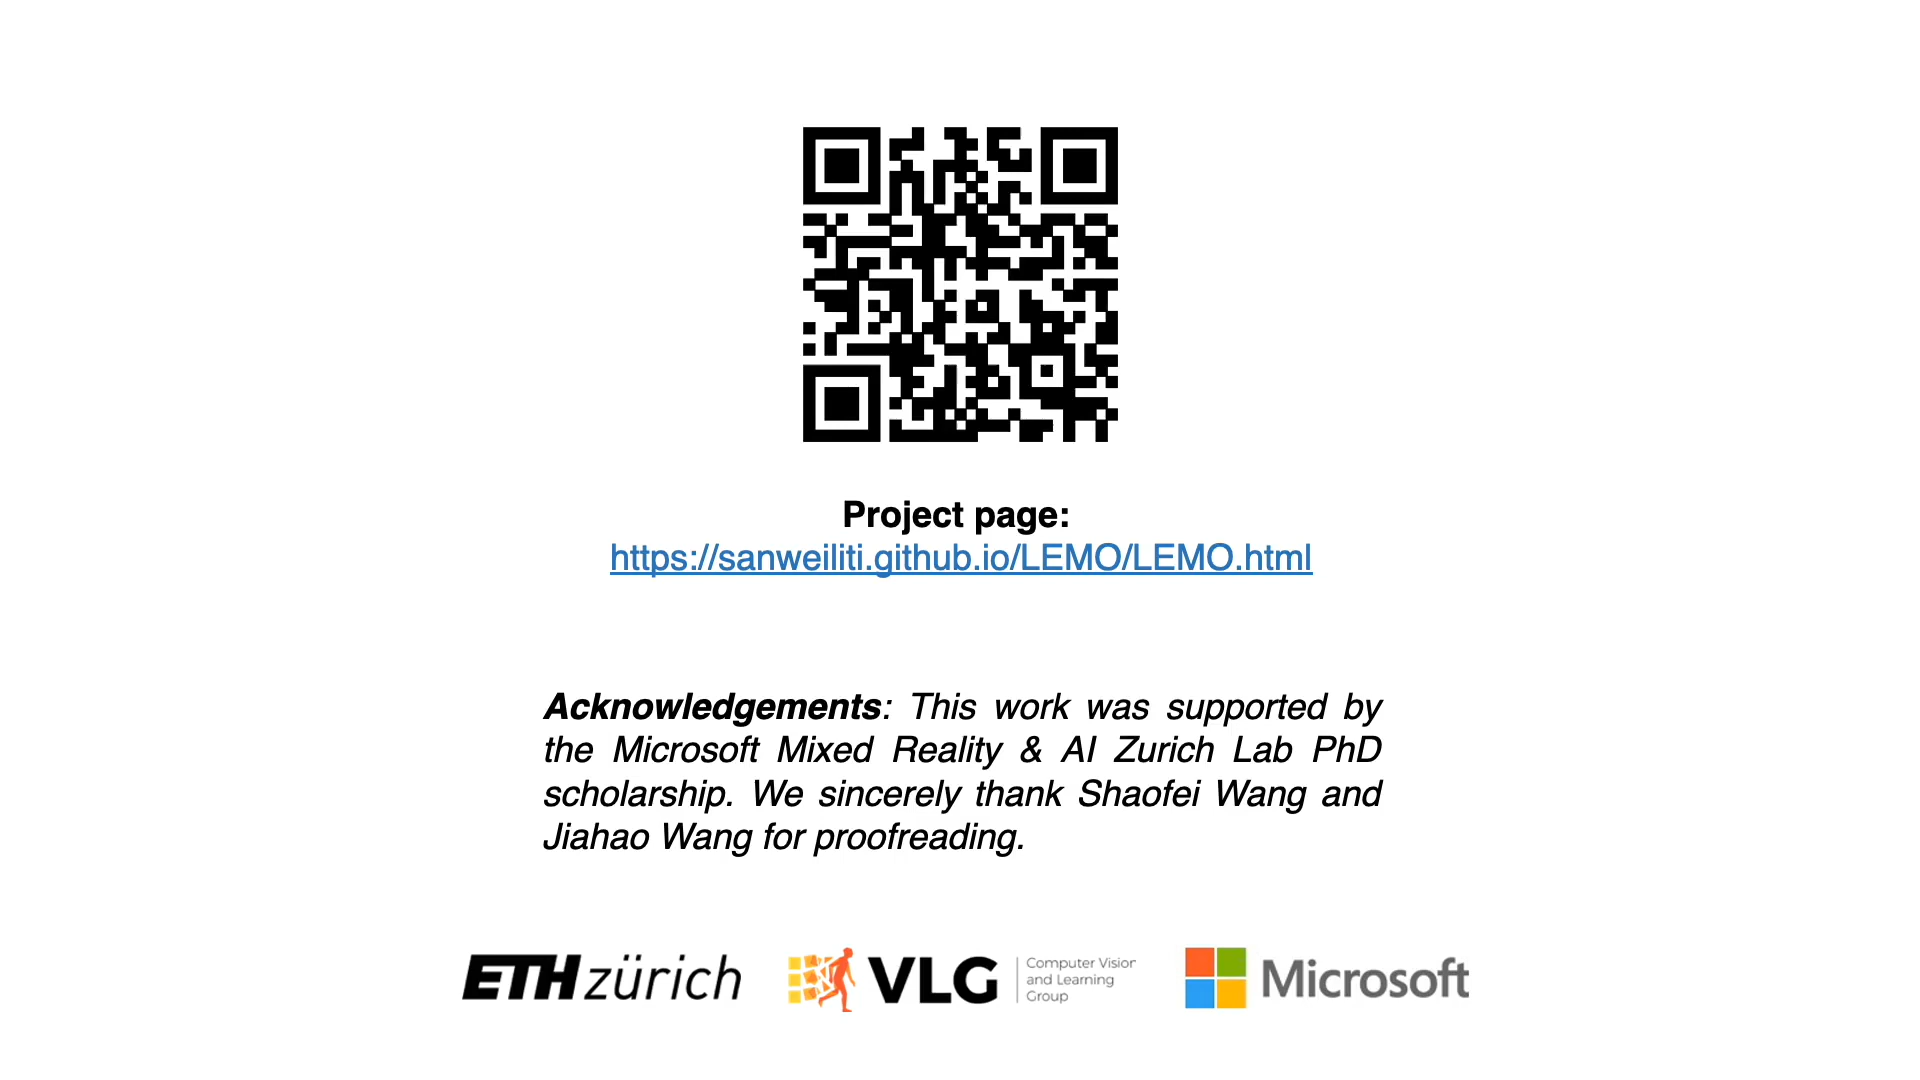 Project page:
https://sanweiliti.github.io/LEMO/LEMO.html
Acknowledgements: This work was supported by
the Microsoft Mixed Reality & AI Zurich Lab PhD
scholarship. We sincerely thank Shaofei Wang and
Jiahao Wang for proofreading.
ETH zürich
VLG
Computer Vision
and Learning
Group
Microsoft